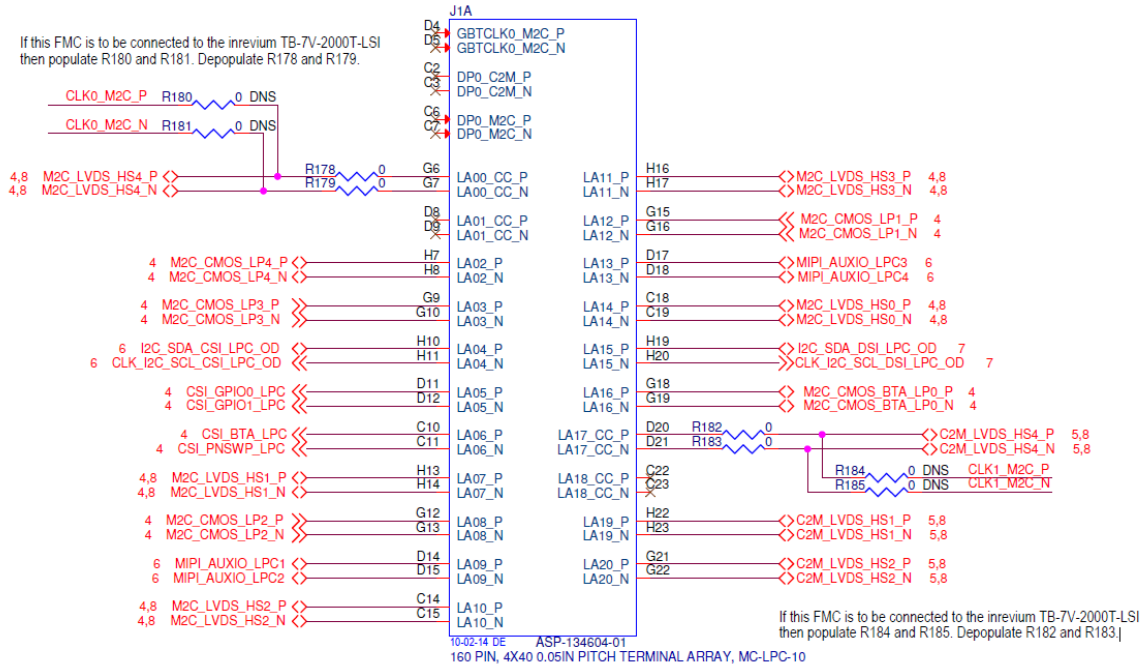 J1A
If this FMC is to be connected to the inrevium TB-7V-2000T-LSI
then populate R180 and R181. Depopulate R178 and R179.
D4 GBTCLK0_M2C_P
D5 GBTCLK0_M2C_N
C2 DP0_C2M_P
C3 DP0_C2M_N
CLK0_M2C_P R180 0 DNS
C6 DP0_M2C_P
CLK0_M2C_N R181 0 DNS
C7 DP0_M2C_N
4,8 M2C_LVDS_HS4_P R178 0 G6 LA00_CC_P LA11_P H16 M2C_LVDS_HS3_P 4,8
4,8 M2C_LVDS_HS4_N R179 0 G7 LA00_CC_N LA11_N H17 M2C_LVDS_HS3_N 4,8
D8 LA01_CC_P LA12_P G15 M2C_CMOS_LP1_P 4
D9 LA01_CC_N LA12_N G16 M2C_CMOS_LP1_N 4
4 M2C_CMOS_LP4_P H7 LA02_P LA13_P D17 MIPI_AUXIO_LPC3 6
4 M2C_CMOS_LP4_N H8 LA02_N LA13_N D18 MIPI_AUXIO_LPC4 6
4 M2C_CMOS_LP3_P G9 LA03_P LA14_P C18 M2C_LVDS_HS0_P 4,8
4 M2C_CMOS_LP3_N G10 LA03_N LA14_N C19 M2C_LVDS_HS0_N 4,8
6 I2C_SDA_CSI_LPC_OD H10 LA04_P LA15_P H19 I2C_SDA_DSI_LPC_OD 7
6 CLK_I2C_SCL_CSI_LPC_OD H11 LA04_N LA15_N H20 CLK_I2C_SCL_DSI_LPC_OD 7
4 CSI_GPIO0_LPC D11 LA05_P LA16_P G18 M2C_CMOS_BTA_LP0_P 4
4 CSI_GPIO1_LPC D12 LA05_N LA16_N G19 M2C_CMOS_BTA_LP0_N 4
4 CSI_BTA_LPC C10 LA06_P LA17_CC_P D20 R182 0 C2M_LVDS_HS4_P 5,8
4 CSI_PNSWP_LPC C11 LA06_N LA17_CC_N D21 R183 0 C2M_LVDS_HS4_N 5,8
4,8 M2C_LVDS_HS1_P H13 LA07_P LA18_CC_P C22 R184 0 DNS CLK1_M2C_P
4,8 M2C_LVDS_HS1_N H14 LA07_N LA18_CC_N C23 R185 0 DNS CLK1_M2C_N
4 M2C_CMOS_LP2_P G12 LA08_P LA19_P H22 C2M_LVDS_HS1_P 5,8
4 M2C_CMOS_LP2_N G13 LA08_N LA19_N H23 C2M_LVDS_HS1_N 5,8
6 MIPI_AUXIO_LPC1 D14 LA09_P LA20_P G21 C2M_LVDS_HS2_P 5,8
6 MIPI_AUXIO_LPC2 D15 LA09_N LA20_N G22 C2M_LVDS_HS2_N 5,8
4,8 M2C_LVDS_HS2_P C14 LA10_P
4,8 M2C_LVDS_HS2_N C15 LA10_N
If this FMC is to be connected to the inrevium TB-7V-2000T-LSI
then populate R184 and R185. Depopulate R182 and R183.
10-02-14 DE ASP-134604-01
160 PIN, 4X40 0.05IN PITCH TERMINAL ARRAY, MC-LPC-10